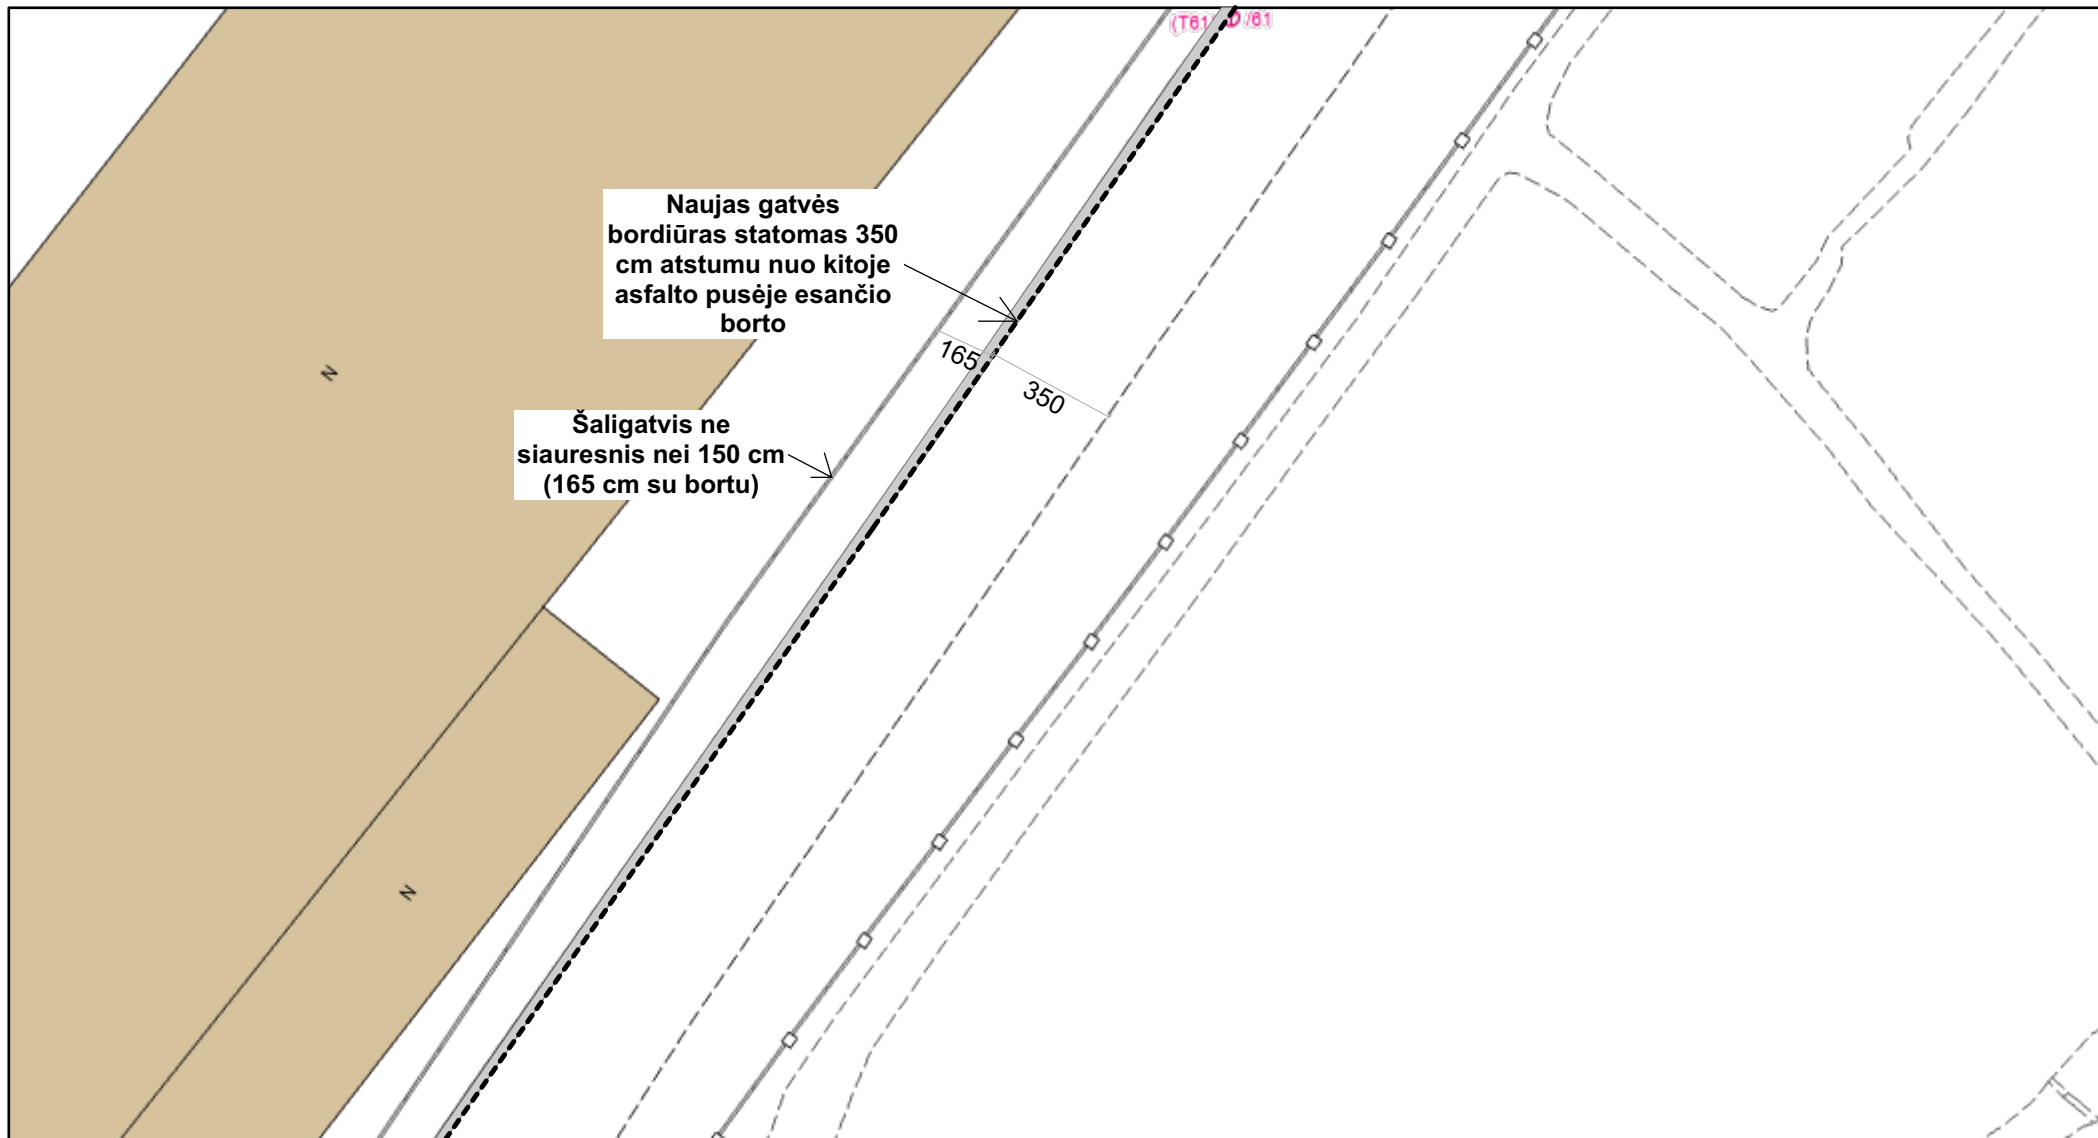 Naujas gatvės
bordiūras statomas 350
cm atstumu nuo kitoje
asfalto pusėje esančio
borto
165
350
Šaligatvis ne
siauresnis nei 150 cm
(165 cm su bortu)
N
N